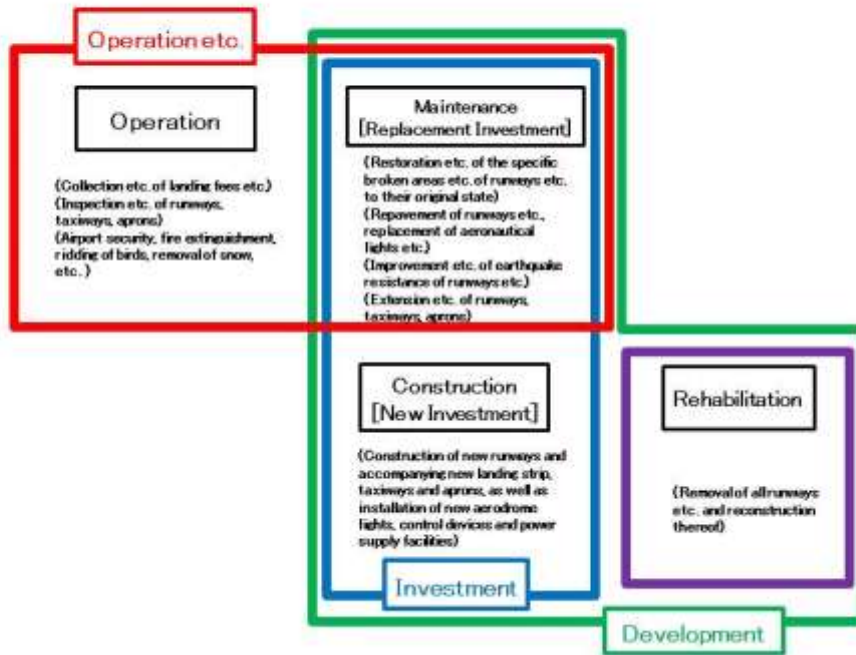 Operation etc.
Operation
(Collection etc. of landing fees etc.)
(Inspection etc. of runways,
taxiways, aprons)
(Airport security, fire extinguishment,
ridding of birds, removal of snow,
etc.)
Maintenance
[Replacement Investment]
(Restoration etc. of the specific
broken areas etc. of runways etc.
to their original state)
(Repavement of runways etc.,
replacement of aeronautical
lights etc.)
(Improvement etc. of earthquake
resistance of runways etc.)
(Extension etc. of runways,
taxiways, aprons)
Construction
[New Investment]
(Construction of new runways and
accompanying new landing strip,
taxiways and aprons, as well as
installation of new aerodrome
lights, control devices and power
supply facilities)
Rehabilitation
(Removal of all runways
etc. and reconstruction
thereof)
Investment
Development